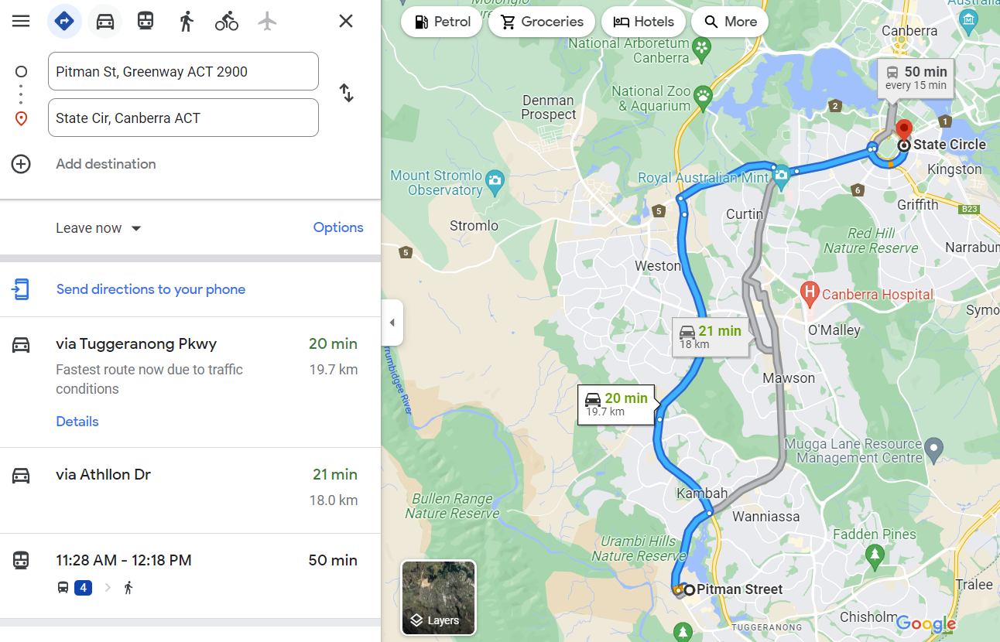 Pitman St, Greenway ACT 2900
State Cir, Canberra ACT
Add destination
Leave now
Options
Send directions to your phone
via Tuggeranong Pkwy
20 min
Fastest route now due to traffic
conditions
19.7 km
Details
via Athllon Dr
21 min
18.0 km
11:28 AM - 12:18 PM
50 min
4
Petrol
Groceries
Hotels
More
National Arboretum
Canberra
Canberra
50 min
every 15 min
National Zoo
& Aquarium
Denman
Prospect
2
1
State Circle
Kingston
Mount Stromlo
Observatory
Royal Australian Mint
6
Griffith
B23
5
Curtin
Stromlo
Red Hill
Nature Reserve
5
Narrabun
Weston
Canberra Hospital
Symo
21 min
18 km
O'Malley
Mawson
20 min
19.7 km
rrumbidgee River
Mugga Lane Resource
Management Centre
Kambah
Bullen Range
Nature Reserve
Wanniassa
Urambi Hills
Nature Reserve
Fadden Pines
Pitman Street
Tralee
Layers
Chisholm
Google
TUGGERANONG